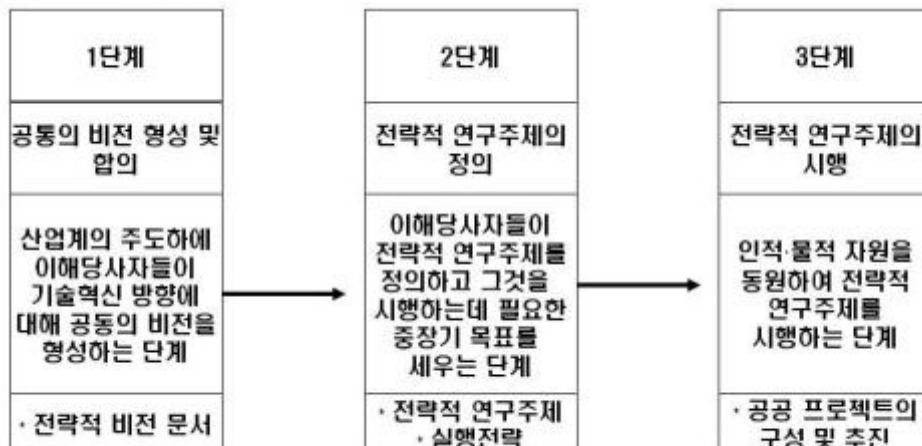 1단계
공통의 비전 형성 및
합의
산업계의 주도하에
이해당사자들이
기술혁신 방향에
대해 공동의 비전을
형성하는 단계
· 전략적 비전 문서
2단계
전략적 연구주제의
정의
이해당사자들이
전략적 연구주제를
정의하고 그것을
시행하는데 필요한
중장기 목표를
세우는 단계
· 전략적 연구주제
· 실행전략
3단계
전략적 연구주제의
시행
인적·물적 자원을
동원하여 전략적
연구주제를
시행하는 단계
· 공공 프로젝트의
구성 및 추진